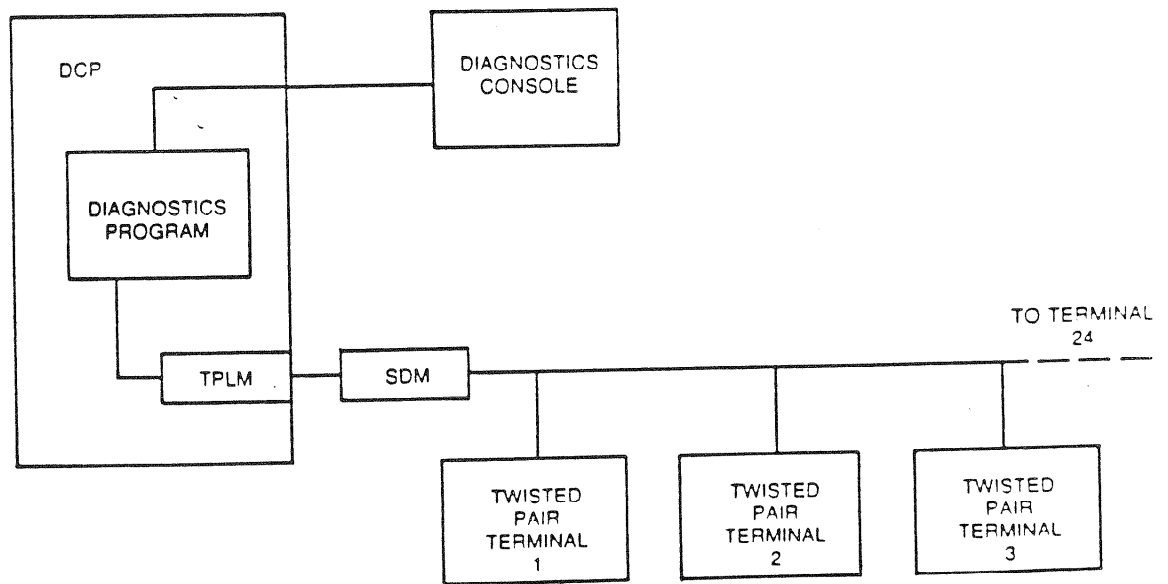 DCP
DIAGNOSTICS
CONSOLE
DIAGNOSTICS
PROGRAM
TO TERMINAL
24
TPLM
SDM
TWISTED
PAIR
TERMINAL
1
TWISTED
PAIR
TERMINAL
2
TWISTED
PAIR
TERMINAL
3